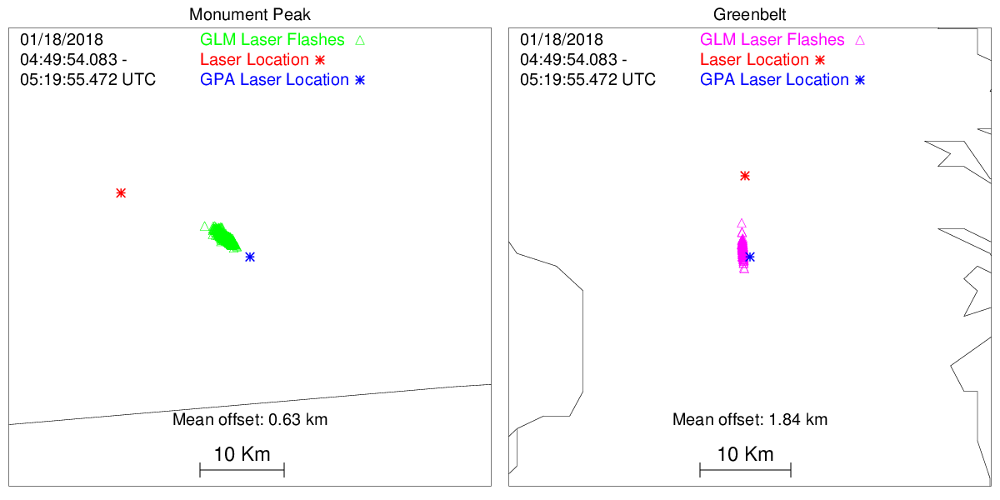 Monument Peak
01/18/2018
04:49:54.083 -
05:19:55.472 UTC
GLM Laser Flashes
Laser Location
GPA Laser Location
Mean offset: 0.63 km
10 Km
Greenbelt
01/18/2018
04:49:54.083 -
05:19:55.472 UTC
GLM Laser Flashes
Laser Location
GPA Laser Location
Mean offset: 1.84 km
10 Km